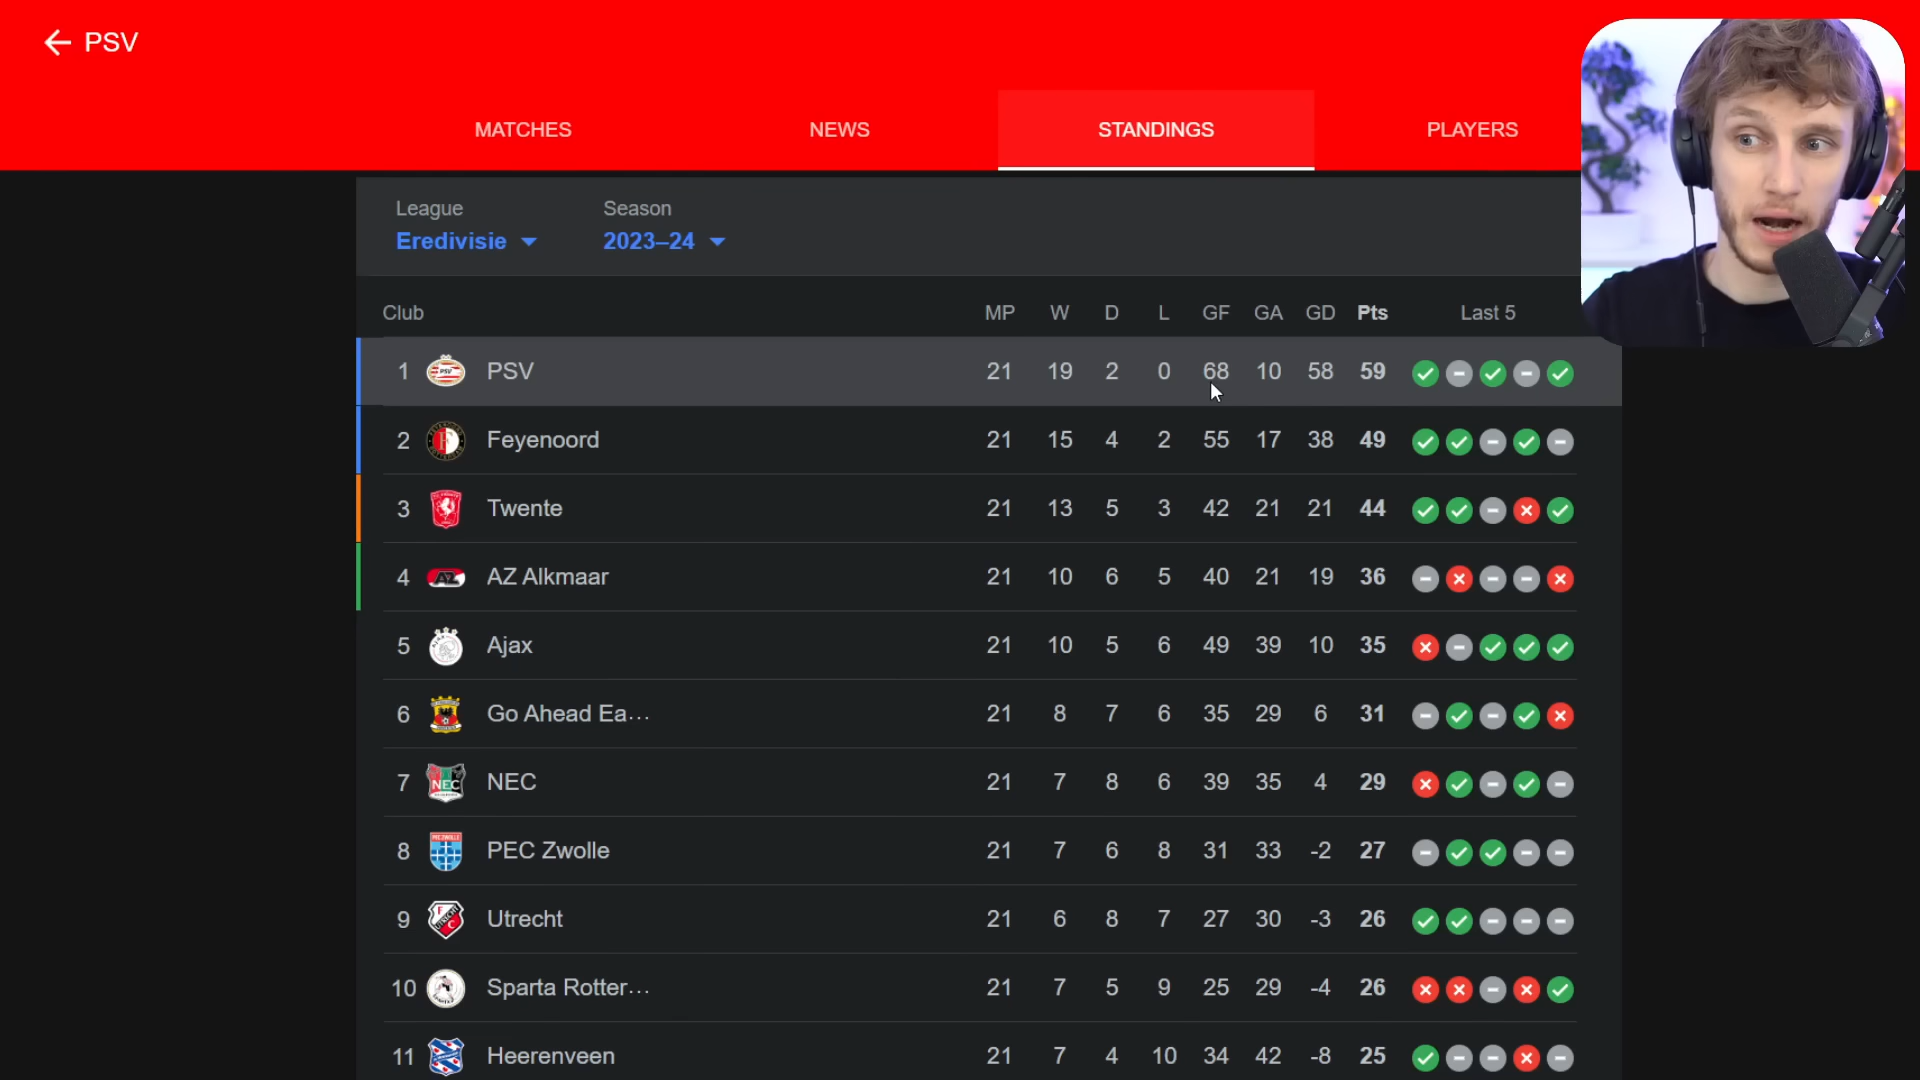 PSV
MATCHES NEWS STANDINGS PLAYERS
League Season
Eredivisie 2023–24
Club MP W D L GF GA GD Pts Last 5
1 PSV PSV 21 19 2 0 68 10 58 59
2 Feyenoord 21 15 4 2 55 17 38 49
3 Twente 21 13 5 3 42 21 21 44
4 AZ AZ Alkmaar 21 10 6 5 40 21 19 36
5 Ajax 21 10 5 6 49 39 10 35
6 Go Ahead Ea... 21 8 7 6 35 29 6 31
7 NEC NEC 21 7 8 6 39 35 4 29
8 PEC ZWOLLE PEC Zwolle 21 7 6 8 31 33 -2 27
9 Utrecht 21 6 8 7 27 30 -3 26
10 Sparta Rotter... 21 7 5 9 25 29 -4 26
11 Heerenveen 21 7 4 10 34 42 -8 25